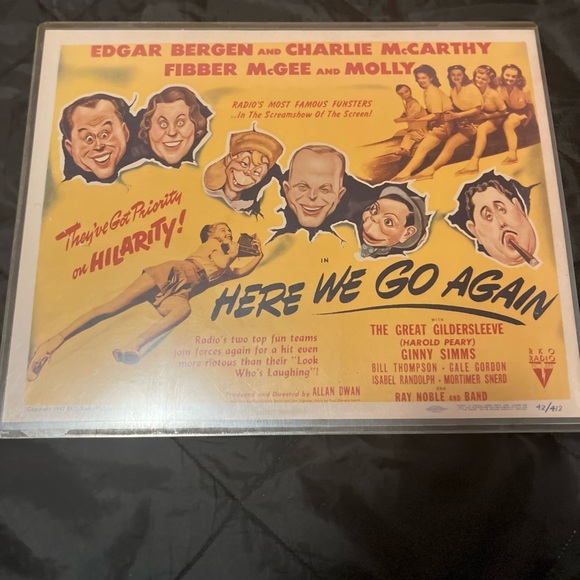 EDGAR BERGEN AND CHARLIE McCARTHY
FIBBER McGEE AND MOLLY
RADIO'S MOST FAMOUS FUNSTERS
..In The Screamshow Of The Screen!
They've Got Priority
on HILARITY!
IN
HERE WE GO AGAIN
Radio's two top fun teams
join forces again for a hit even
more riotous than their "Look
Who's Laughing"!
Produced and Directed by ALLAN DWAN
WITH
THE GREAT GILDERSLEEVE
(HAROLD PEARY)
GINNY SIMMS
BILL THOMPSON · GALE GORDON
ISABEL RANDOLPH · MORTIMER SNERD
AND
RAY NOBLE AND BAND
RKO
RADIO
42/412